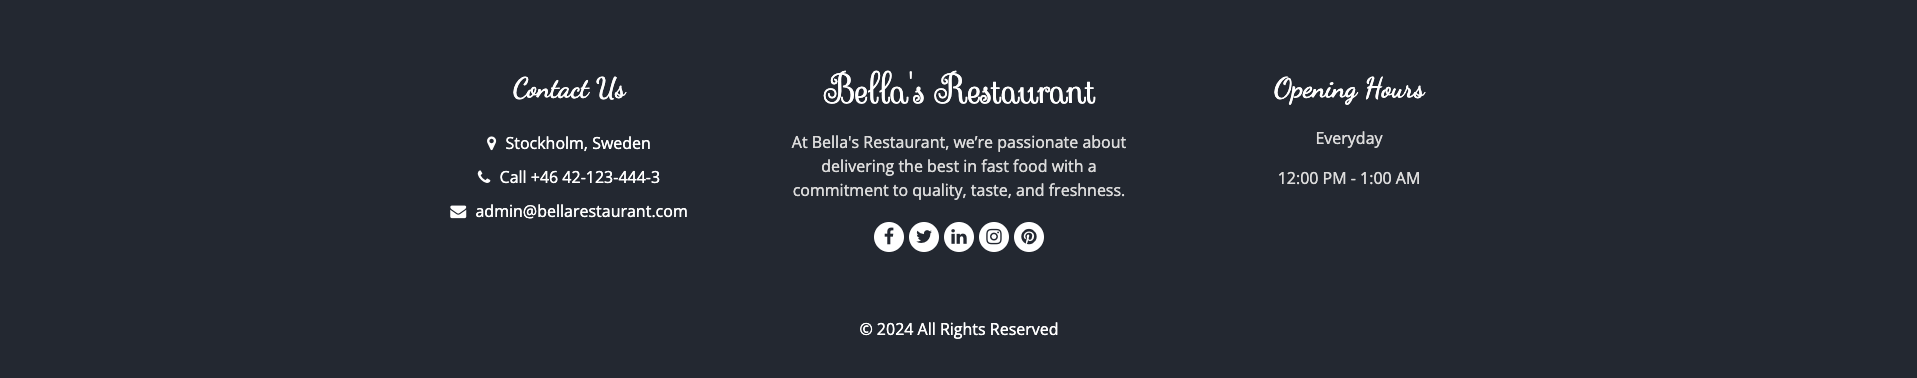 Contact Us
Stockholm, Sweden
Call +46 42-123-444-3
admin@bellarestaurant.com
Bella's Restaurant
At Bella's Restaurant, we’re passionate about
delivering the best in fast food with a
commitment to quality, taste, and freshness.
Opening Hours
Everyday
12:00 PM - 1:00 AM
© 2024 All Rights Reserved